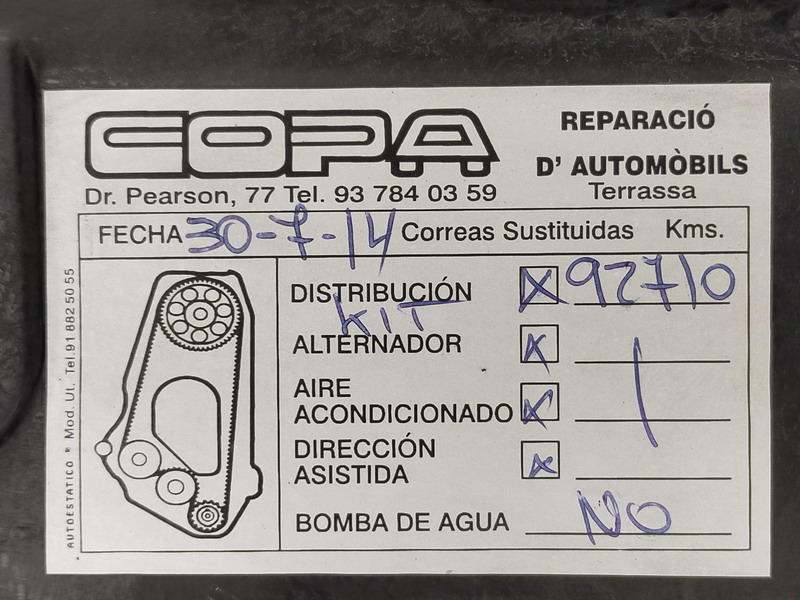 COPA
REPARACIÓ
D' AUTOMÒBILS
Dr. Pearson, 77 Tel. 93 784 03 59
Terrassa
FECHA 30-7-14 Correas Sustituidas Kms.
DISTRIBUCIÓN X 92710
KIT
ALTERNADOR X
AIRE
ACONDICIONADO X
DIRECCIÓN
ASISTIDA X
BOMBA DE AGUA NO
AUTOESTATICO ® Mod. Ut. Tel. 91 882 50 55